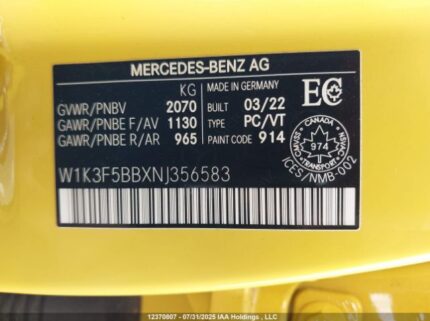 MERCEDES-BENZ AG
KG MADE IN GERMANY
GVWR/PNBV 2070 BUILT 03/22
GAWR/PNBE F/AV 1130 TYPE PC/VT
GAWR/PNBE R/AR 965 PAINT CODE 914
EC
CANADA
974
TRANSPORT
ICES/NMB-002
W1K3F5BBXNJ356583
12370807 - 07/31/2025 IAA Holdings , LLC